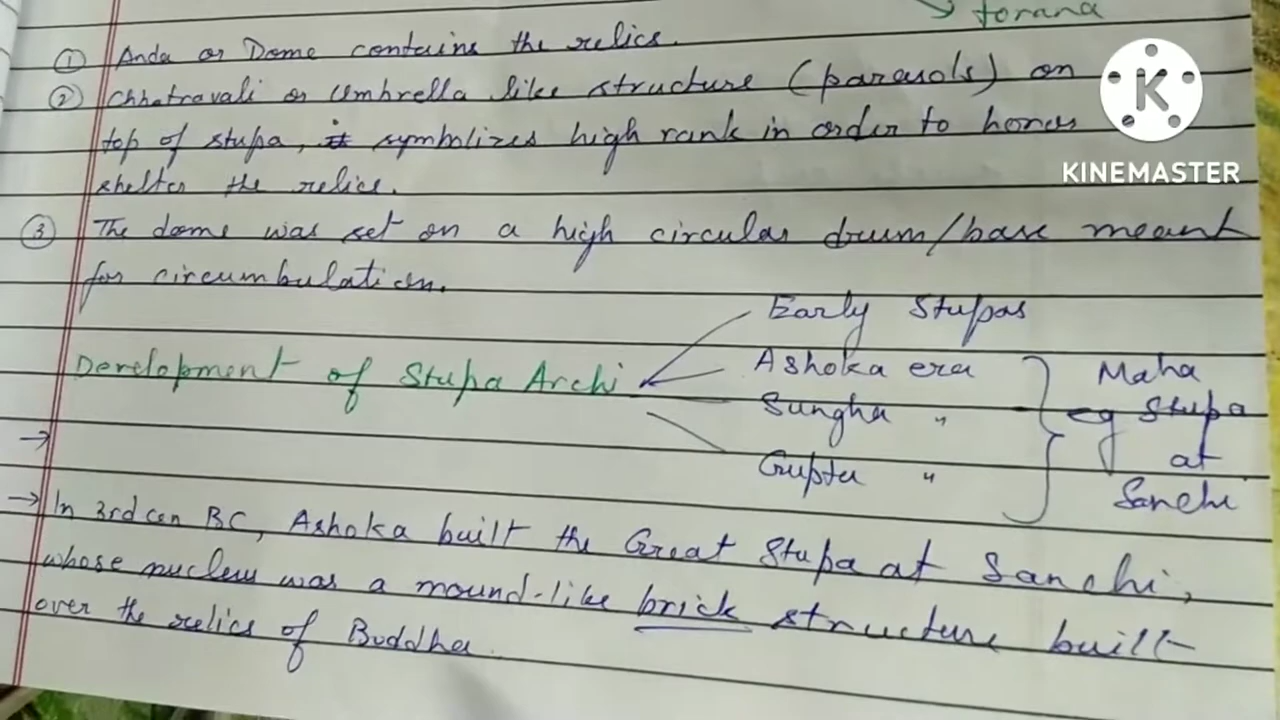 torana
① Anda or Dome contains the relics.
② Chhatravali or Umbrella like structure (parasols) on
top of stupa, it symbolizes high rank in order to honor
shelter the relics.
③ The dome was set on a high circular drum/base meant
for circumbulation.
Development of Stupa Archi
Early Stupas
Ashoka era
Sungha "
Gupta "
Maha
eg Stupa
at
Sanchi
→
→ In 3rd cen BC, Ashoka built the Great Stupa at Sanchi,
whose nucleus was a mound-like brick structure built
over the relics of Buddha.
K
KINEMASTER